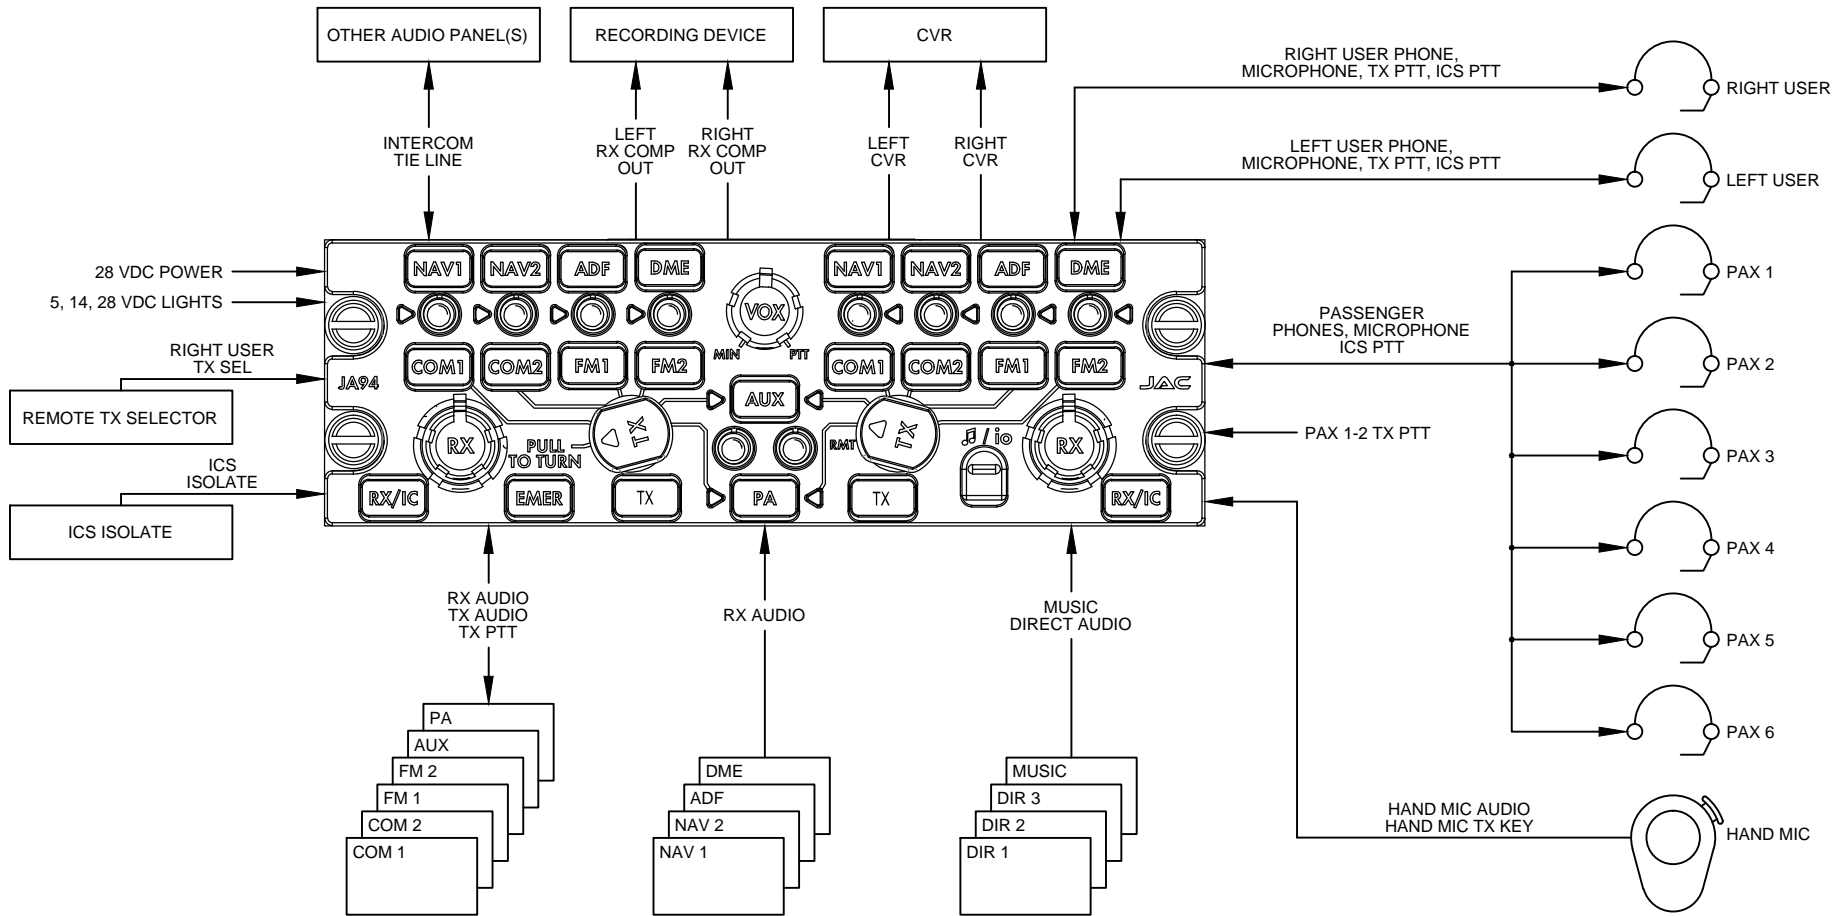 OTHER AUDIO PANEL(S)
RECORDING DEVICE
CVR
INTERCOM
TIE LINE
LEFT
RX COMP
OUT
RIGHT
RX COMP
OUT
LEFT
CVR
RIGHT
CVR
RIGHT USER PHONE,
MICROPHONE, TX PTT, ICS PTT
RIGHT USER
LEFT USER PHONE,
MICROPHONE, TX PTT, ICS PTT
LEFT USER
28 VDC POWER
5, 14, 28 VDC LIGHTS
RIGHT USER
TX SEL
REMOTE TX SELECTOR
ICS
ISOLATE
ICS ISOLATE
NAV1
NAV2
ADF
DME
VOX
MIN
PTT
NAV1
NAV2
ADF
DME
COM1
COM2
FM1
FM2
COM1
COM2
FM1
FM2
JA94
AUX
JAC
RX
PULL
TO TURN
TX
RMT
TX
♫ / io
RX
RX/IC
EMER
TX
PA
TX
RX/IC
PASSENGER
PHONES, MICROPHONE
ICS PTT
PAX 1-2 TX PTT
PAX 1
PAX 2
PAX 3
PAX 4
PAX 5
PAX 6
HAND MIC AUDIO
HAND MIC TX KEY
HAND MIC
RX AUDIO
TX AUDIO
TX PTT
PA
AUX
FM 2
FM 1
COM 2
COM 1
RX AUDIO
DME
ADF
NAV 2
NAV 1
MUSIC
DIRECT AUDIO
MUSIC
DIR 3
DIR 2
DIR 1